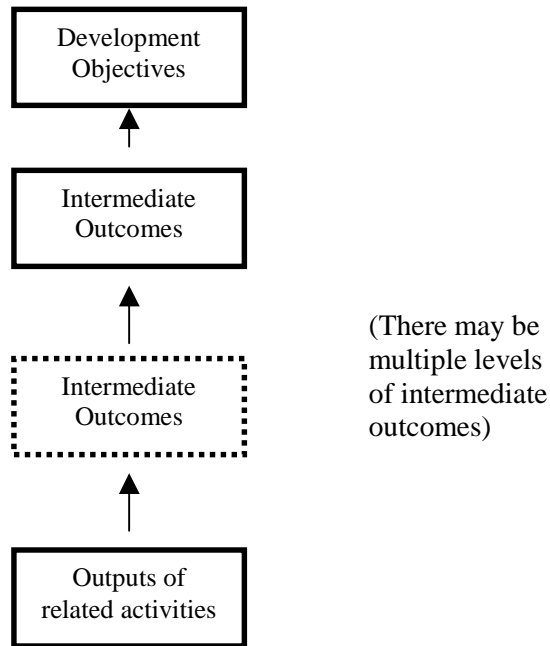 Development
Objectives
Intermediate
Outcomes
(There may be
multiple levels
of intermediate
outcomes)
Intermediate
Outcomes
Outputs of
related activities